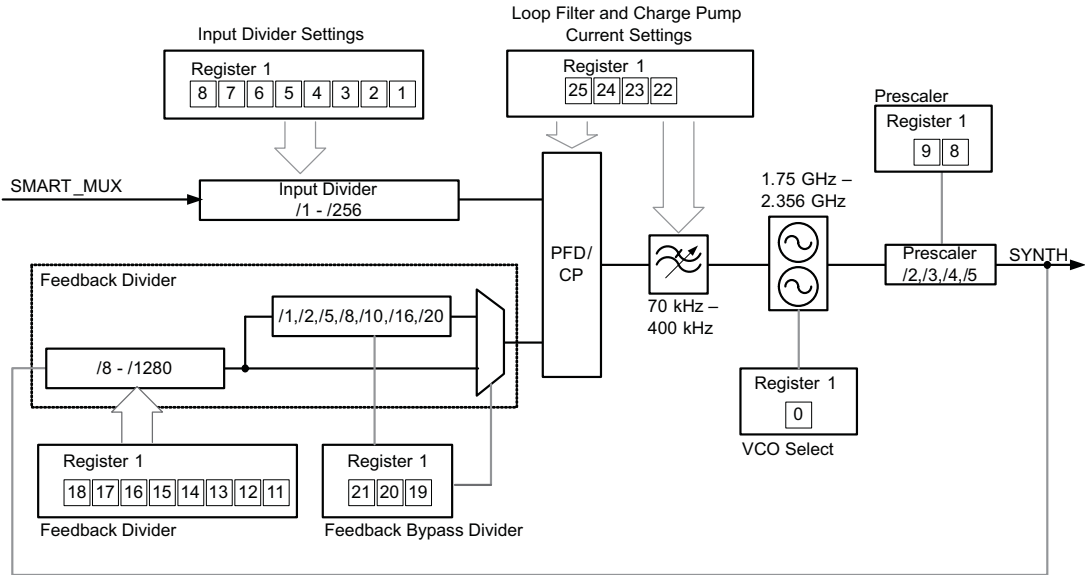 Loop Filter and Charge Pump
Current Settings
Input Divider Settings
Register 1
8 7 6 5 4 3 2 1
Register 1
25 24 23 22
Prescaler
Register 1
9 8
SMART_MUX
Input Divider
/1 - /256
1.75 GHz –
2.356 GHz
PFD/
CP
Prescaler
/2,/3,/4,/5
SYNTH
Feedback Divider
/1,/2,/5,/8,/10,/16,/20
70 kHz –
400 kHz
/8 - /1280
Register 1
0
VCO Select
Register 1
18 17 16 15 14 13 12 11
Feedback Divider
Register 1
21 20 19
Feedback Bypass Divider